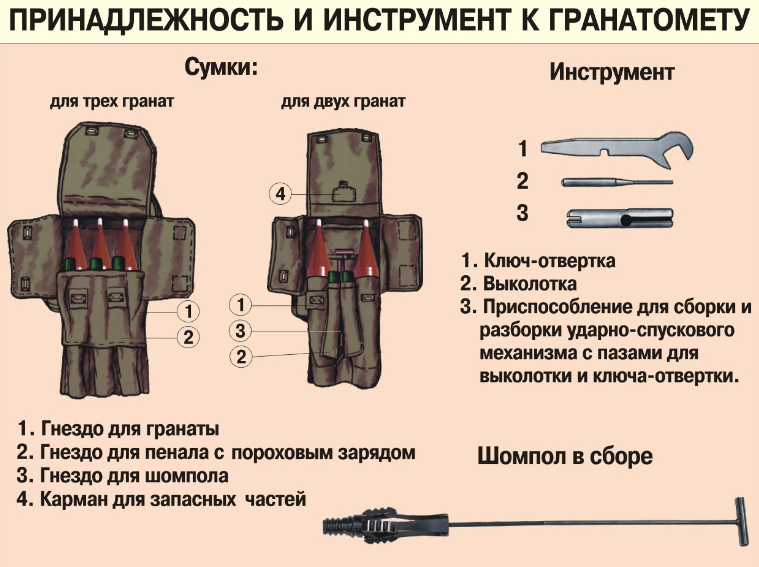 ПРИНАДЛЕЖНОСТЬ И ИНСТРУМЕНТ К ГРАНАТОМЕТУ
Сумки:
для трех гранат
для двух гранат
4
1
2
1
3
2
1. Гнездо для гранаты
2. Гнездо для пенала с пороховым зарядом
3. Гнездо для шомпола
4. Карман для запасных частей
Инструмент
1
2
3
1. Ключ-отвертка
2. Выколотка
3. Приспособление для сборки и
разборки ударно-спускового
механизма с пазами для
выколотки и ключа-отвертки.
Шомпол в сборе